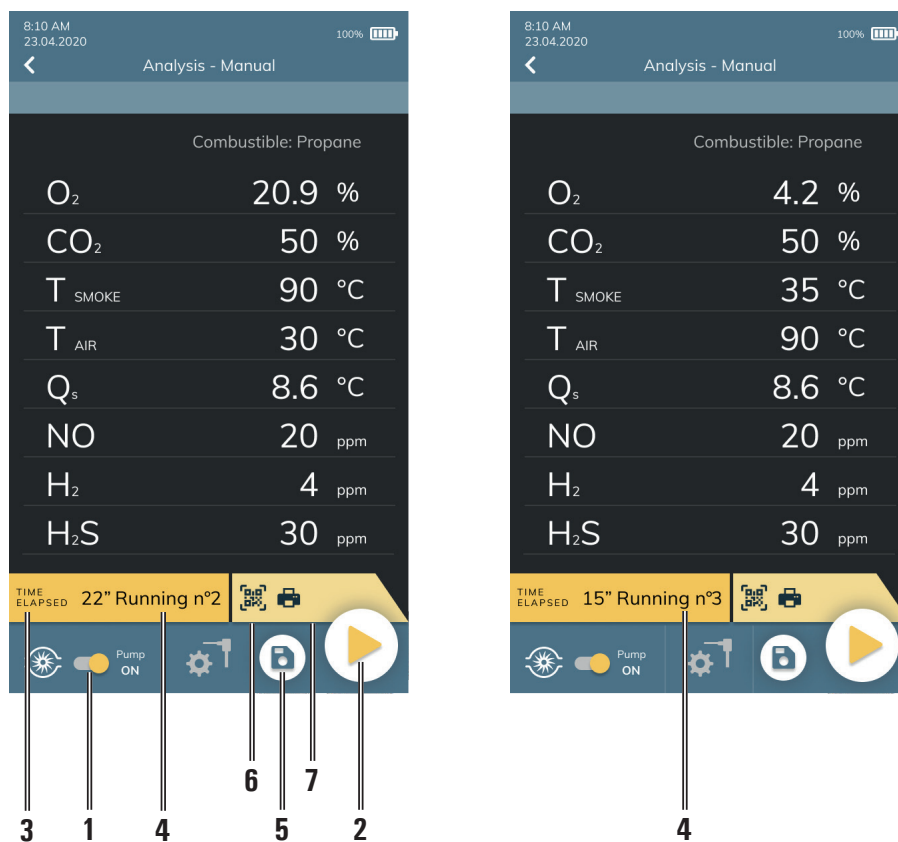 8:10 AM
23.04.2020
100%
Analysis - Manual
Combustible: Propane
O₂ 20.9 %
CO₂ 50 %
T SMOKE 90 °C
T AIR 30 °C
Qs 8.6 °C
NO 20 ppm
H₂ 4 ppm
H₂S 30 ppm
TIME
ELAPSED 22” Running nº2
Pump
ON
6 7
3 1 4 5 2
8:10 AM
23.04.2020
100%
Analysis - Manual
Combustible: Propane
O₂ 4.2 %
CO₂ 50 %
T SMOKE 35 °C
T AIR 90 °C
Qs 8.6 °C
NO 20 ppm
H₂ 4 ppm
H₂S 30 ppm
TIME
ELAPSED 15” Running nº3
Pump
ON
4